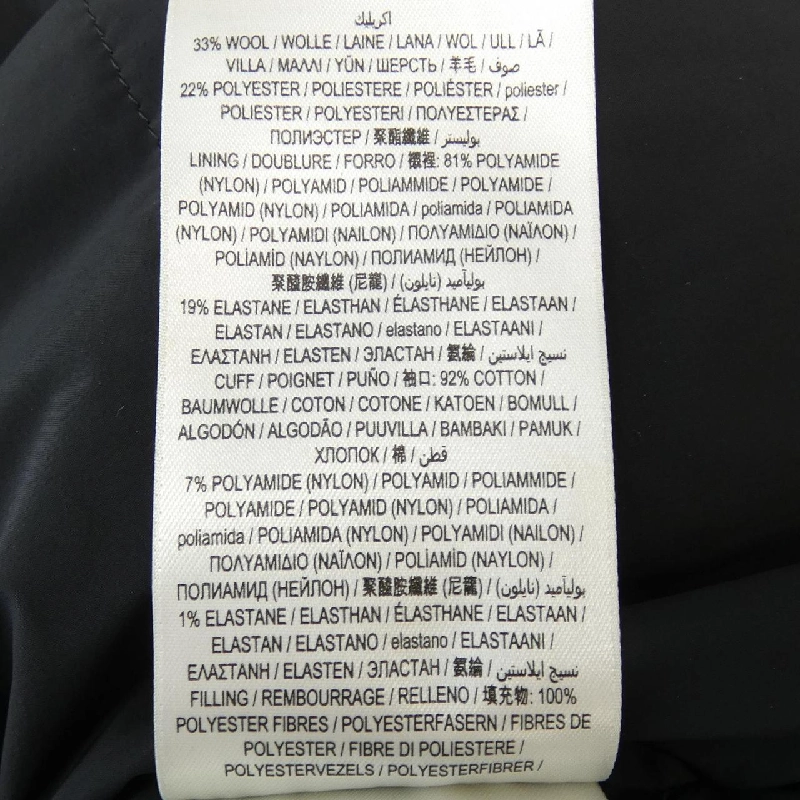 اكريليك
33% WOOL / WOLLE / LAINE / LANA / WOL / ULL / LÃ /
VILLA / ΜΑΛΛΙ / YÜN / ШЕРСТЬ / 羊毛 / صوف
22% POLYESTER / POLIESTERE / POLIÉSTER / poliester /
POLIESTER / POLYESTERI / ΠΟΛΥΕΣΤΕΡΑΣ /
ПОЛИЭСТЕР / 聚酯纖維 / بوليستر
LINING / DOUBLURE / FORRO / 襯裡: 81% POLYAMIDE
(NYLON) / POLYAMID / POLIAMMIDE / POLYAMIDE /
POLYAMID (NYLON) / POLIAMIDA / poliamida / POLIAMIDA
(NYLON) / POLYAMIDI (NAILON) / ΠΟΛΥΑΜΙΔΙΟ (ΝΑΪΛΟΝ) /
POLİAMİD (NAYLON) / ПОЛИАМИД (НЕЙЛОН) /
聚醯胺纖維 (尼龍) / بوليآميد (نايلون)
19% ELASTANE / ELASTHAN / ÉLASTHANE / ELASTAAN /
ELASTAN / ELASTANO / elastano / ELASTAANI /
ΕΛΑΣΤΑΝΗ / ELASTEN / ЭЛАСТАН / 氨綸 / نسيج ايلاستين
CUFF / POIGNET / PUÑO / 袖口: 92% COTTON /
BAUMWOLLE / COTON / COTONE / KATOEN / BOMULL /
ALGODÓN / ALGODÃO / PUUVILLA / ΒΑΜΒΑΚΙ / PAMUK /
ХЛОПОК / 棉 / قطن
7% POLYAMIDE (NYLON) / POLYAMID / POLIAMMIDE /
POLYAMIDE / POLYAMID (NYLON) / POLIAMIDA /
poliamida / POLIAMIDA (NYLON) / POLYAMIDI (NAILON) /
ΠΟΛΥΑΜΙΔΙΟ (ΝΑΪΛΟΝ) / POLİAMİD (NAYLON) /
ПОЛИАМИД (НЕЙЛОН) / 聚醯胺纖維 (尼龍) / بوليآميد (نايلون)
1% ELASTANE / ELASTHAN / ÉLASTHANE / ELASTAAN /
ELASTAN / ELASTANO / elastano / ELASTAANI /
ΕΛΑΣΤΑΝΗ / ELASTEN / ЭЛАСТАН / 氨綸 / نسيج ايلاستين
FILLING / REMBOURRAGE / RELLENO / 填充物: 100%
POLYESTER FIBRES / POLYESTERFASERN / FIBRES DE
POLYESTER / FIBRE DI POLIESTERE /
POLYESTERVEZELS / POLYESTERFIBRER /